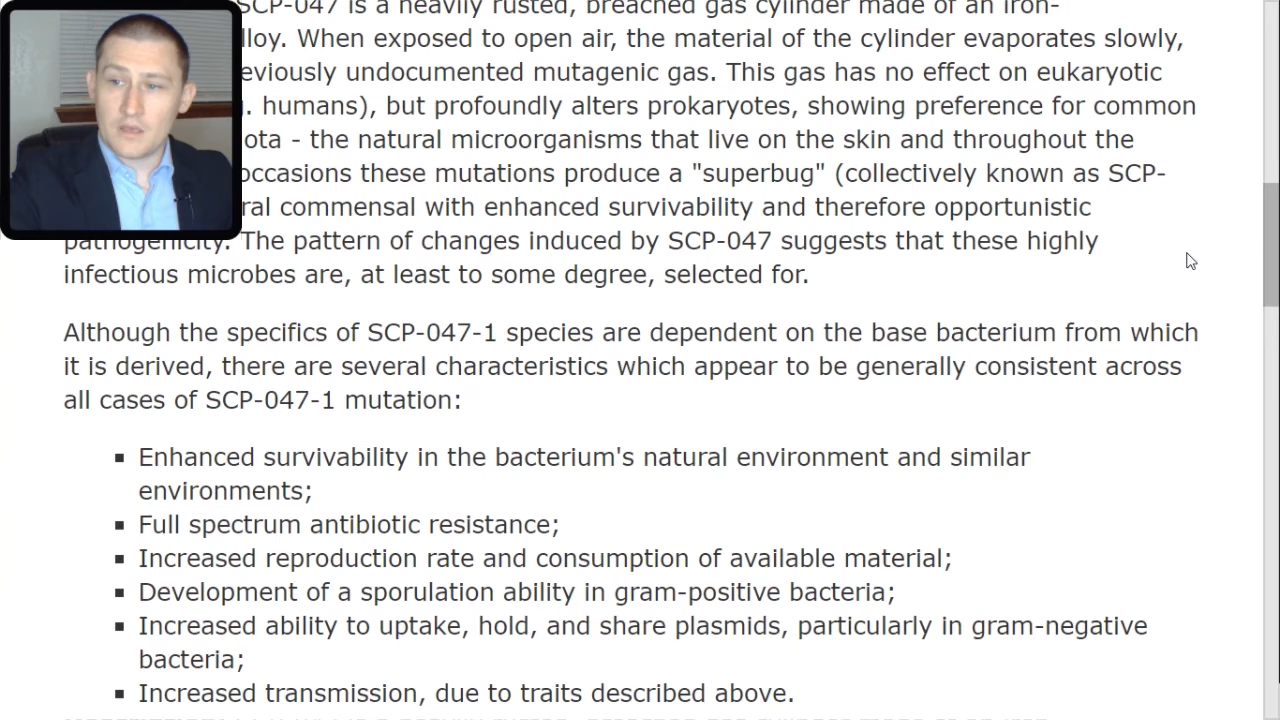 SCP-047 is a heavily rusted, breached gas cylinder made of an iron-
lloy. When exposed to open air, the material of the cylinder evaporates slowly,
eviously undocumented mutagenic gas. This gas has no effect on eukaryotic
. humans), but profoundly alters prokaryotes, showing preference for common
ota - the natural microorganisms that live on the skin and throughout the
occasions these mutations produce a "superbug" (collectively known as SCP-
ral commensal with enhanced survivability and therefore opportunistic
pathogenicity. The pattern of changes induced by SCP-047 suggests that these highly
infectious microbes are, at least to some degree, selected for.
Although the specifics of SCP-047-1 species are dependent on the base bacterium from which
it is derived, there are several characteristics which appear to be generally consistent across
all cases of SCP-047-1 mutation:
▪ Enhanced survivability in the bacterium's natural environment and similar
environments;
▪ Full spectrum antibiotic resistance;
▪ Increased reproduction rate and consumption of available material;
▪ Development of a sporulation ability in gram-positive bacteria;
▪ Increased ability to uptake, hold, and share plasmids, particularly in gram-negative
bacteria;
▪ Increased transmission, due to traits described above.